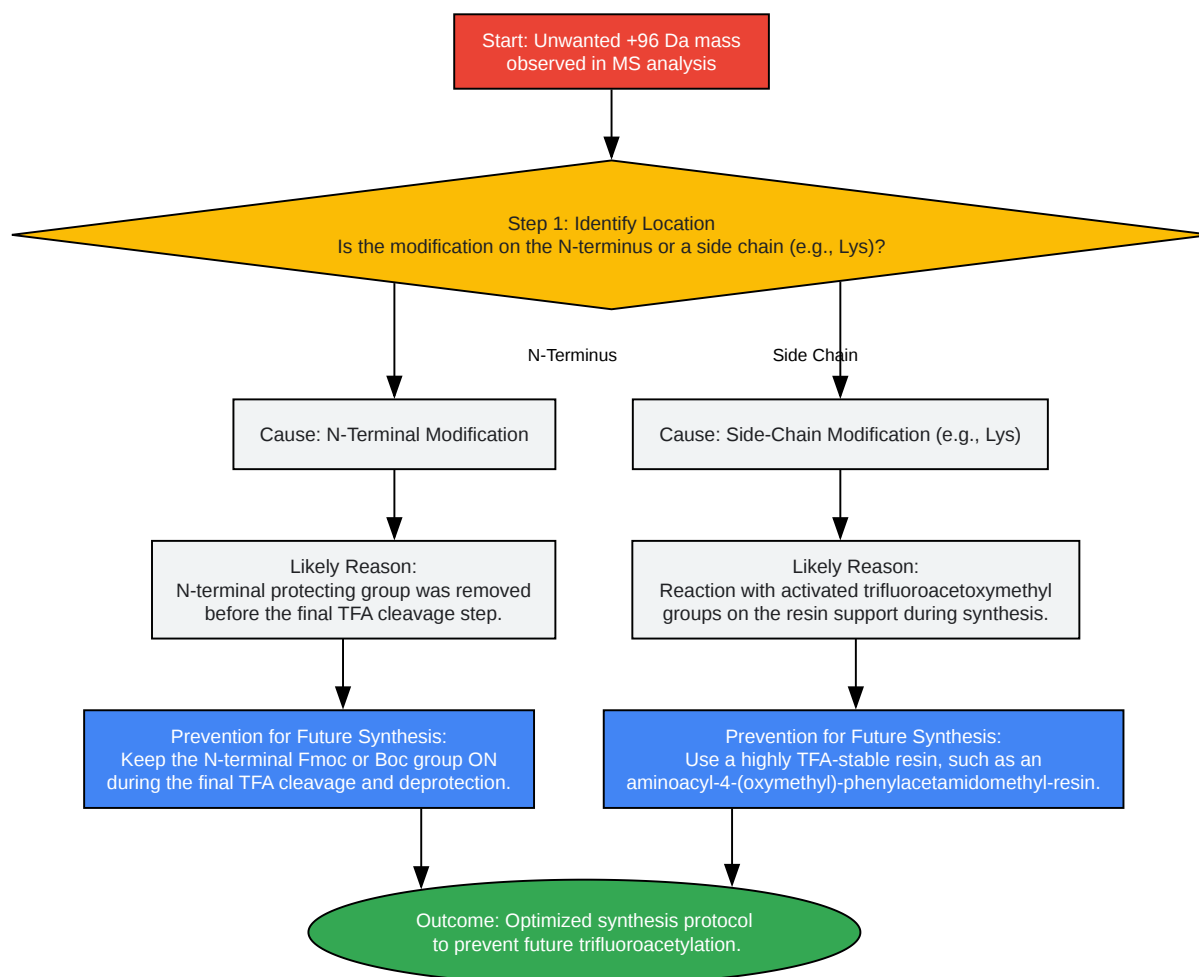 Start: Unwanted +96 Da mass
observed in MS analysis
Step 1: Identify Location
Is the modification on the N-terminus or a side chain (e.g., Lys)?
N-Terminus
Side Chain
Cause: N-Terminal Modification
Cause: Side-Chain Modification (e.g., Lys)
Likely Reason:
N-terminal protecting group was removed
before the final TFA cleavage step.
Likely Reason:
Reaction with activated trifluoroacetoxymethyl
groups on the resin support during synthesis.
Prevention for Future Synthesis:
Keep the N-terminal Fmoc or Boc group ON
during the final TFA cleavage and deprotection.
Prevention for Future Synthesis:
Use a highly TFA-stable resin, such as an
aminoacyl-4-(oxymethyl)-phenylacetamidomethyl-resin.
Outcome: Optimized synthesis protocol
to prevent future trifluoroacetylation.